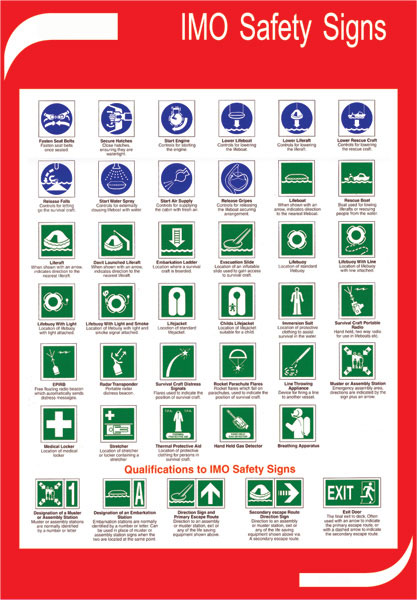 IMO Safety Signs
Fasten Seat Belts
Fasten seat belts
once seated.
Secure Hatches
Close hatches,
ensuring they are
watertight.
Start Engine
Controls for starting
the engine.
Lower Lifeboat
Controls for lowering
the lifeboat.
Lower Liferaft
Controls for lowering
the liferaft.
Lower Rescue Craft
Controls for lowering
the rescue craft.
Release Falls
Controls for
on the survival craft.
Start Water Spray
Controls for externally
dousing lifeboat with water.
Start Air Supply
Controls for supplying
the cabin with fresh air.
Release Gripes
Controls for releasing
the lifeboat securing
arrangement.
Lifeboat
When shown with an
arrow, indicates direction
to the nearest lifeboat.
Rescue Boat
Boat used for towing
liferafts or rescuing
people from the water.
Liferaft
When shown with an arrow
indicates direction to the
nearest liferaft.
Davit Launched Liferaft
When shown with an arrow,
indicates direction to the
nearest liferaft.
Embarkation Ladder
Location where a survival
craft is boarded.
Evacuation Slide
Location of an inflatable
slide used to gain access
to survival craft.
Lifebuoy
Location of standard
lifebuoy.
Lifebuoy With Line
Location of lifebuoy
with line attached.
Lifebuoy With Light
Location of lifebuoy
with light attached.
Lifebuoy With Light and Smoke
Location of lifebuoy with light and
smoke signal attached.
Lifejacket
Location of standard
lifejacket.
Childs Lifejacket
Location of lifejacket
suitable for a child.
Immersion Suit
Location of protective
clothing to assist
survival in the water.
Survival Craft Portable
Radio
Hand held, two way radio
for use in lifeboats etc.
EPIRB
Free floating radio-beacon
which automatically sends
distress messages.
Radar Transponder
Portable radar
distress beacon.
Survival Craft Distress
Signals
Flares used to indicate the
position of survival craft.
Rocket Parachute Flares
Rocket flares which fall on
parachutes, used to indicate the
position of survival craft.
Line Throwing
Appliance
Device for firing a line
to another vessel.
Muster or Assembly Station
Emergency assembly area,
directions are indicated by the
sign plus an arrow.
Medical Locker
Location of medical
locker
Stretcher
Location of stretcher
or locker containing a
stretcher.
Thermal Protective Aid
Location of protective
clothing for persons in
survival craft.
Hand Held Gas Detector
Breathing Apparatus
Qualifications to IMO Safety Signs
1
A
EXIT
Designation of a Muster
or Assembly Station
Muster or assembly stations
are normally identified
by a number or letter
Designation of an Embarkation
Station
Embarkation stations are normally
identified by a number or letter. Can
be used in place of muster or
assembly station signs when the
two are located at the same point
Direction Sign and
Primary Escape Route
Direction to an assembly
or muster station, exit or
any of the life saving
equipment shown above
Secondary escape Route
Direction Sign
Direction to an assembly
or muster station, exit or
any of the life saving
equipment shown above via
A secondary escape route.
Exit Door
The final exit to deck. Often
used with an arrow to indicate
the primary escape route, or
with a dashed arrow to indicate
the secondary escape route.